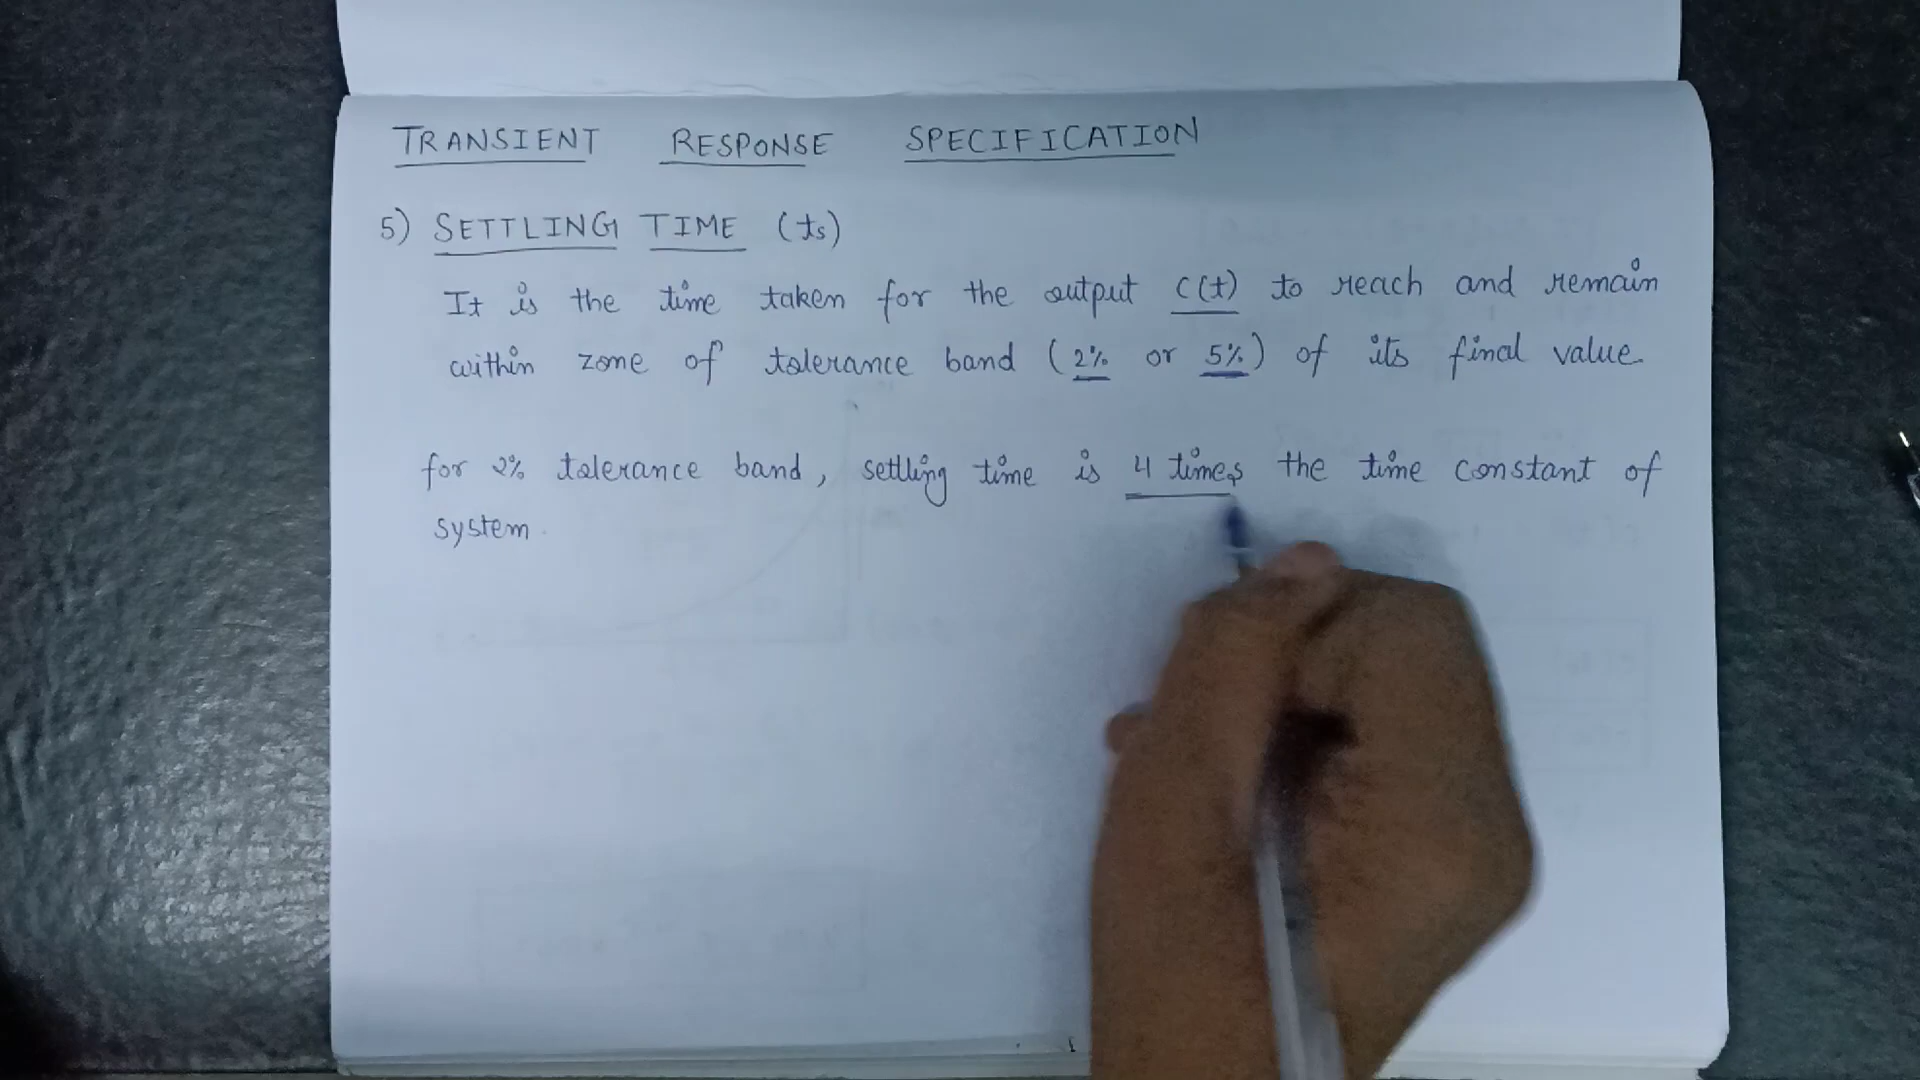 TRANSIENT RESPONSE SPECIFICATION
5) SETTLING TIME (ts)
It is the time taken for the output c(t) to reach and remain
within zone of tolerance band (2% or 5%) of its final value.
for 2% tolerance band, settling time is 4 times the time constant of
system.